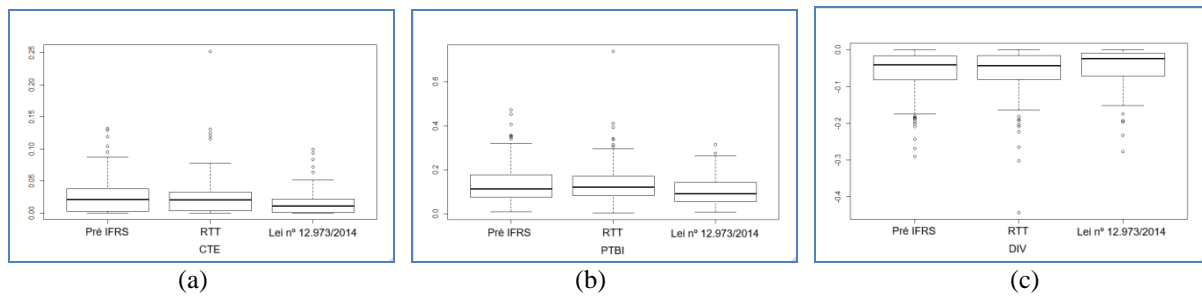 0.25
0.20
0.15
0.10
0.05
0.00
Pré IFRS RTT Lei nº 12.973/2014
CTE
0.6
0.4
0.2
0.0
Pré IFRS RTT Lei nº 12.973/2014
PTBI
-0.0
-0.1
-0.2
-0.3
-0.4
Pré IFRS RTT Lei nº 12.973/2014
DIV
(a) (b) (c)